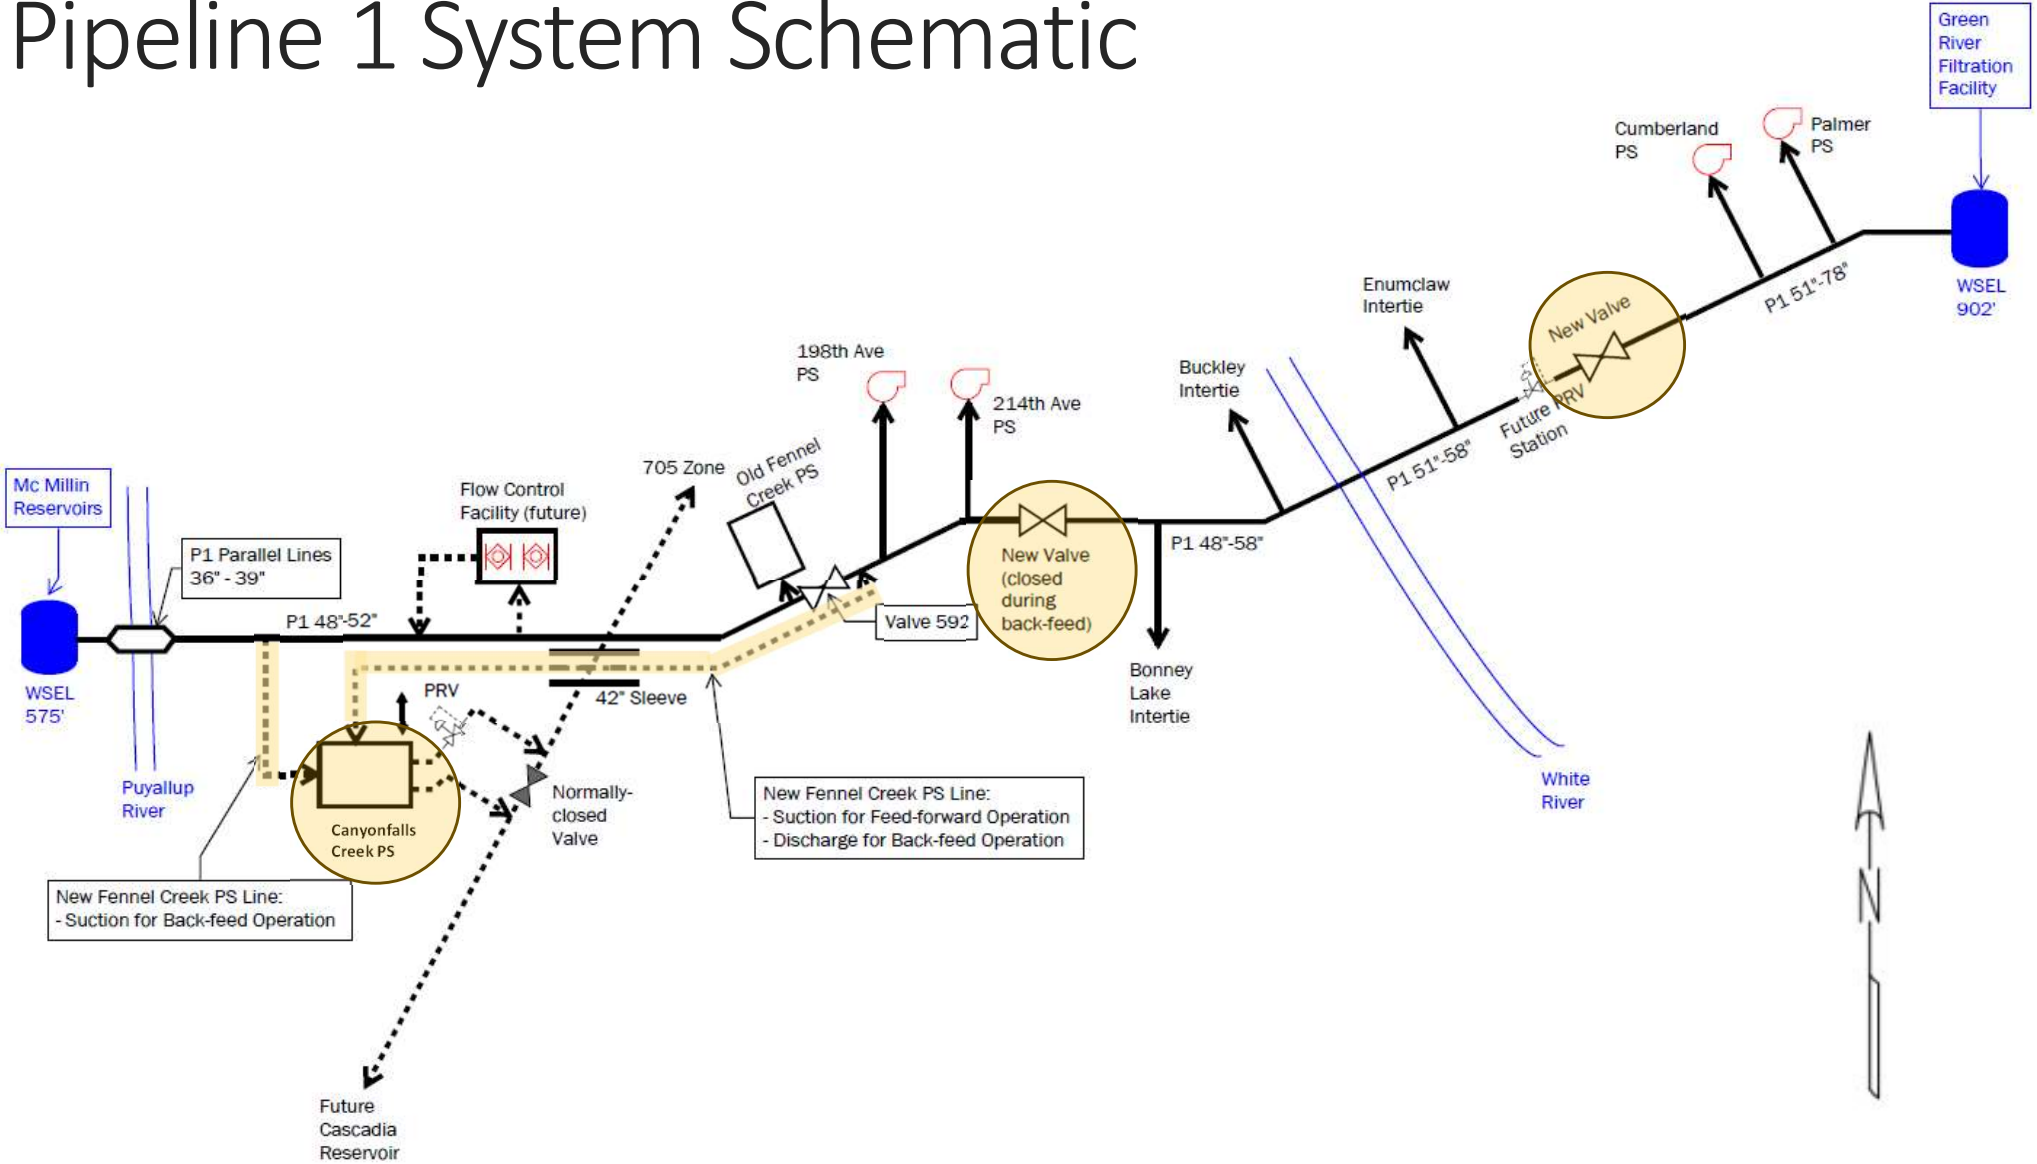 Pipeline 1 System Schematic
Green
River
Filtration
Facility
Cumberland
PS
Palmer
PS
WSEL
902'
P1 51"-78"
Enumclaw
Intertie
New Valve
Future PRV
Station
P1 51"-58"
Buckley
Intertie
198th Ave
PS
214th Ave
PS
Old Fennel
Creek PS
705 Zone
Flow Control
Facility (future)
Mc Millin
Reservoirs
P1 Parallel Lines
36" - 39"
P1 48"-52"
New Valve
(closed
during
back-feed)
P1 48"-58"
Valve 592
WSEL
575'
PRV
42" Sleeve
Bonney
Lake
Intertie
Puyallup
River
Canyonfalls
Creek PS
Normally-
closed
Valve
New Fennel Creek PS Line:
- Suction for Feed-forward Operation
- Discharge for Back-feed Operation
White
River
New Fennel Creek PS Line:
- Suction for Back-feed Operation
N
Future
Cascadia
Reservoir